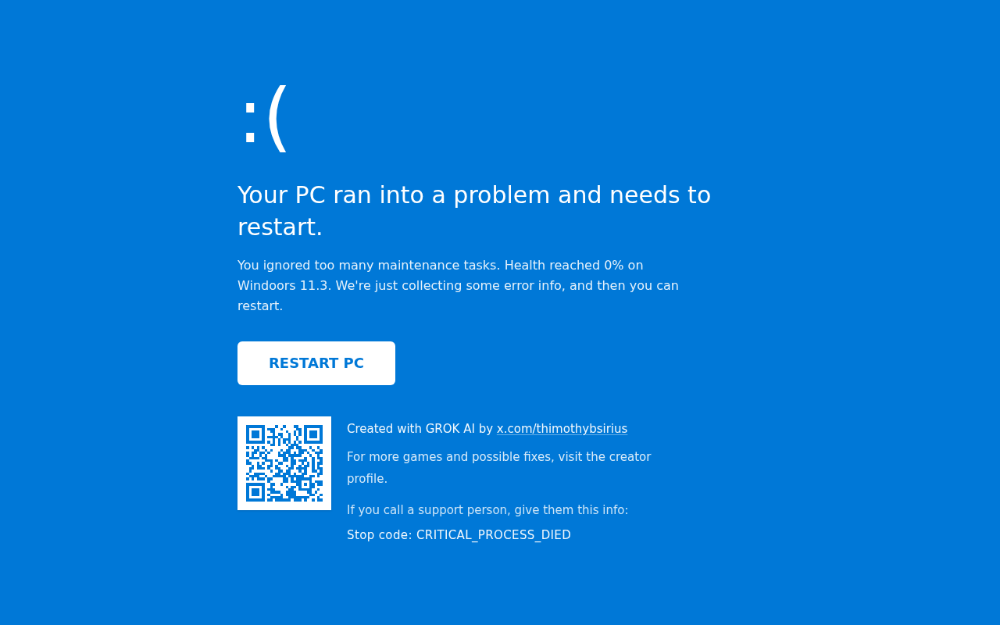 :(
Your PC ran into a problem and needs to
restart.
You ignored too many maintenance tasks. Health reached 0% on
Windoors 11.3. We're just collecting some error info, and then you can
restart.
RESTART PC
Created with GROK AI by x.com/thimothybsirius
For more games and possible fixes, visit the creator
profile.
If you call a support person, give them this info:
Stop code: CRITICAL_PROCESS_DIED